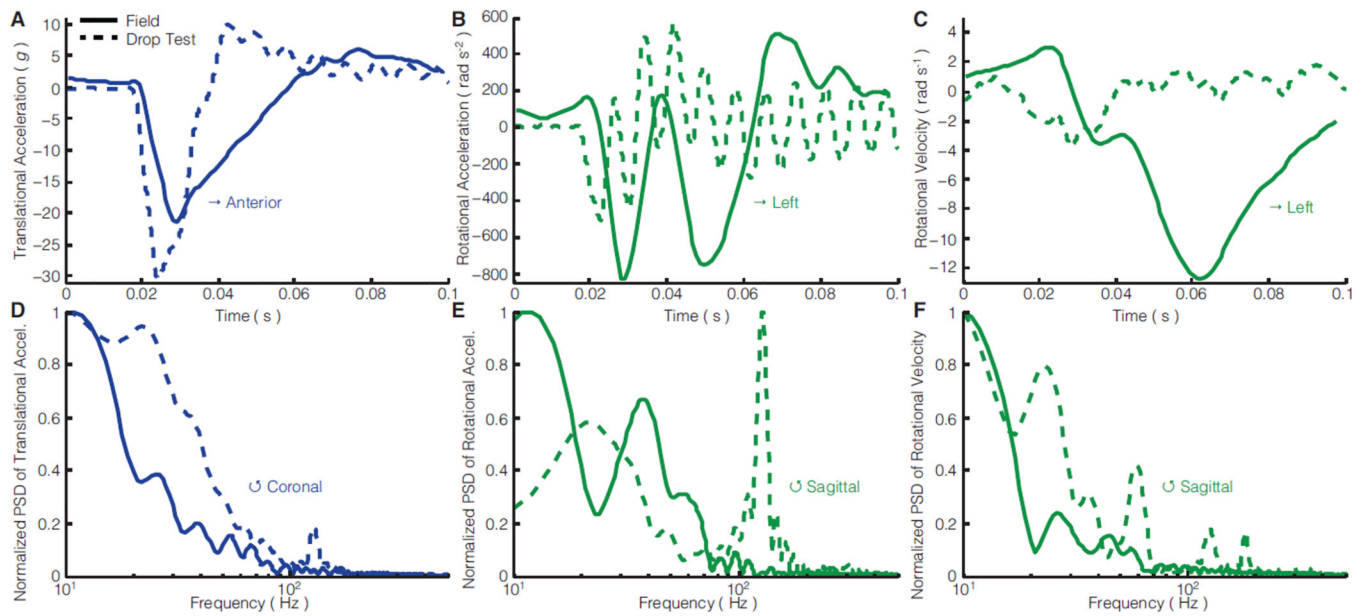 A
Field
Drop Test
Translational Acceleration ( g )
10
5
0
−5
−10
−15
−20
−25
−30
→ Anterior
0
0.02
0.04
0.06
0.08
0.1
Time ( s )
B
Rotational Acceleration ( rad s⁻² )
600
400
200
0
−200
−400
−600
−800
→ Left
0
0.02
0.04
0.06
0.08
0.1
Time ( s )
C
Rotational Velocity ( rad s⁻¹ )
4
2
0
−2
−4
−6
−8
−10
−12
→ Left
0
0.02
0.04
0.06
0.08
0.1
Time ( s )
D
Normalized PSD of Translational Accel.
1
0.8
0.6
0.4
0.2
0
↺ Coronal
10¹
10²
Frequency ( Hz )
E
Normalized PSD of Rotational Accel.
1
0.8
0.6
0.4
0.2
0
↺ Sagittal
10¹
10²
Frequency ( Hz )
F
Normalized PSD of Rotational Velocity
1
0.8
0.6
0.4
0.2
0
↺ Sagittal
10¹
10²
Frequency ( Hz )